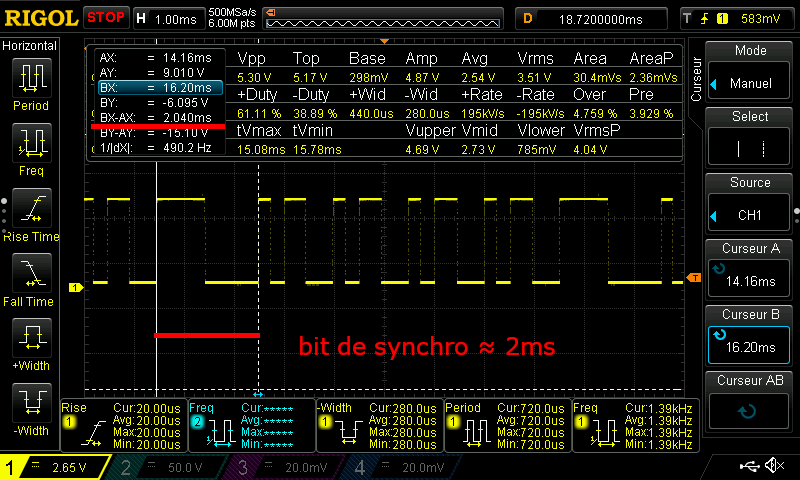 RIGOL STOP H 1.00ms 500MSa/s 6.00M pts D 18.7200000ms T 1 583mV
Horizontal
Period
Freq
Rise Time
Fall Time
+Width
-Width
AX: = 14.16ms
AY: = 9.010 V
BX: = 16.20ms
BY: = -6.095 V
BX-AX: = 2.040ms
BY-AY: = -15.10 V
1/|dX|: = 490.2 Hz
Vpp Top Base Amp Avg Vrms Area AreaP
5.30 V 5.17 V 298mV 4.87 V 2.54 V 3.51 V 30.4mVs 2.36mVs
+Duty -Duty +Wid -Wid +Rate -Rate Over Pre
61.11 % 38.89 % 440.0us 280.0us 195kV/s -195kV/s 4.759 % 3.929 %
tVmax tVmin Vupper Vmid Vlower VrmsP
15.08ms 15.78ms 4.69 V 2.73 V 785mV 4.04 V
1
T
bit de synchro ≈ 2ms
Curseur
Mode
Manuel
Select
Source
CH1
Curseur A
14.16ms
Curseur B
16.20ms
Curseur AB
Rise
1
Cur:20.00us
Avg:20.00us
Max:20.00us
Min:20.00us
Freq
2
Cur:*****
Avg:*****
Max:*****
Min:*****
-Width
1
Cur:280.0us
Avg:280.0us
Max:280.0us
Min:280.0us
Period
1
Cur:720.0us
Avg:720.0us
Max:720.0us
Min:720.0us
Freq
1
Cur:1.39kHz
Avg:1.39kHz
Max:1.39kHz
Min:1.39kHz
1 2.65 V 2 50.0 V 3 20.0mV 4 20.0mV